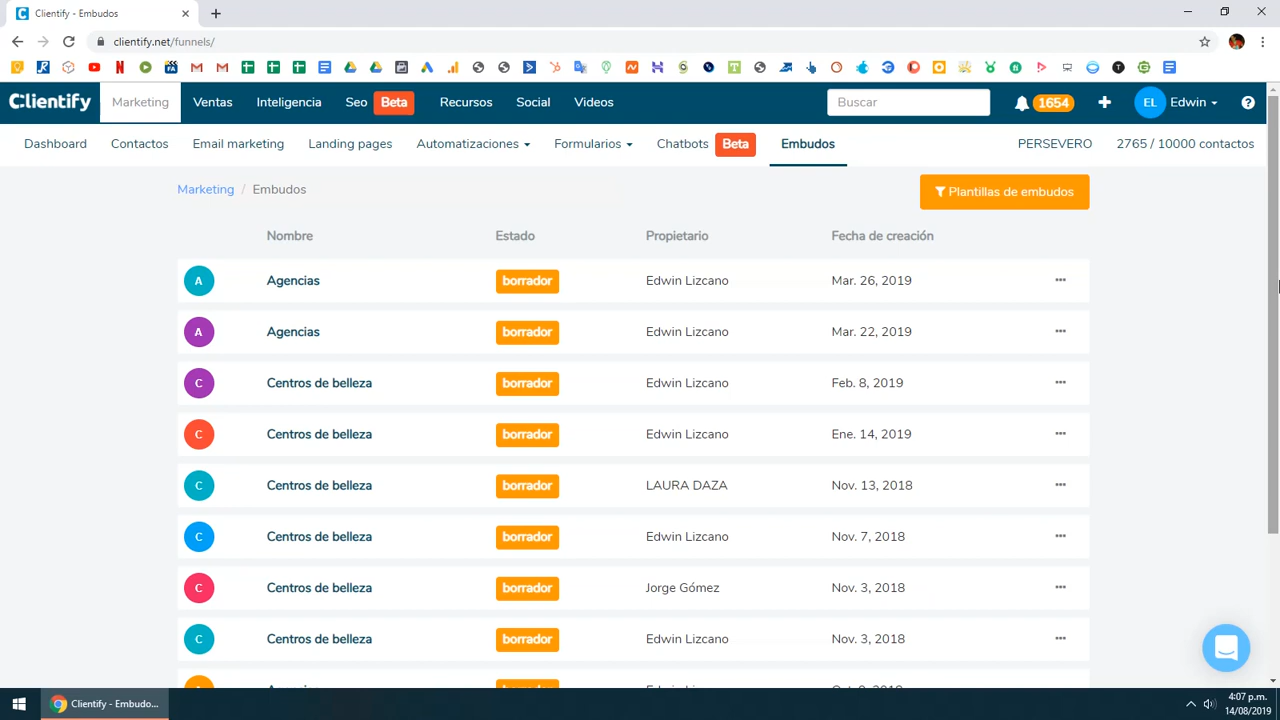 Clientify - Embudos
clientify.net/funnels/
Clientify Marketing Ventas Inteligencia Seo Beta Recursos Social Videos Buscar 1654 EL Edwin
Dashboard Contactos Email marketing Landing pages Automatizaciones Formularios Chatbots Beta Embudos PERSEVERO 2765 / 10000 contactos
Marketing / Embudos Plantillas de embudos
Nombre Estado Propietario Fecha de creación
A Agencias borrador Edwin Lizcano Mar. 26, 2019
A Agencias borrador Edwin Lizcano Mar. 22, 2019
C Centros de belleza borrador Edwin Lizcano Feb. 8, 2019
C Centros de belleza borrador Edwin Lizcano Ene. 14, 2019
C Centros de belleza borrador LAURA DAZA Nov. 13, 2018
C Centros de belleza borrador Edwin Lizcano Nov. 7, 2018
C Centros de belleza borrador Jorge Gómez Nov. 3, 2018
C Centros de belleza borrador Edwin Lizcano Nov. 3, 2018
Clientify - Embudo... 4:07 p.m.
14/08/2019